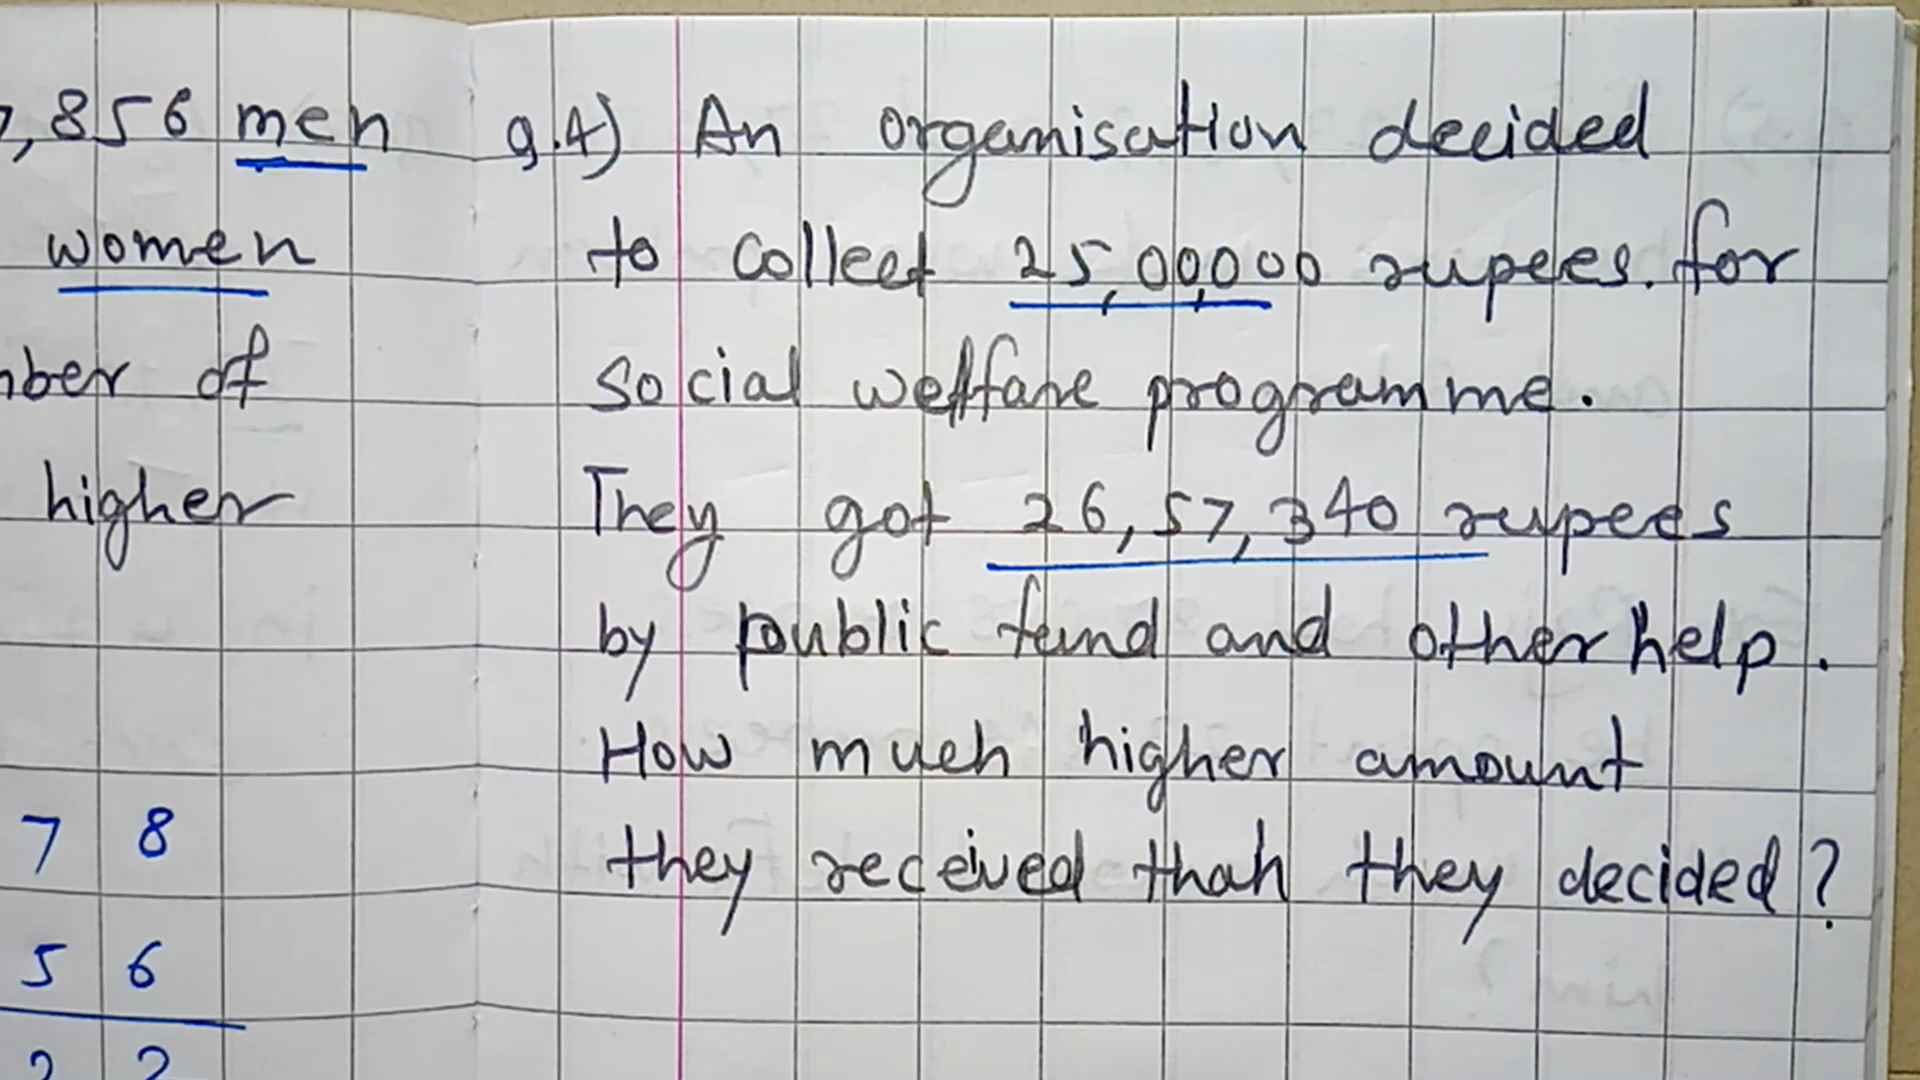 ,856 men
women
of
higher
7 8
5 6
2 2
Q.4) An organisation decided
to collect 25,00,000 rupees. for
social welfare programme.
They got 26,57,340 rupees
by public fund and other help.
How much higher amount
they received than they decided?